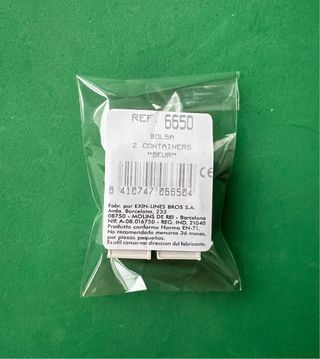 REF. 6650
BOLSA
2 CONTAINERS
"SEUR"
CE
8 410747 066504
Fabr. por EXIN-LINES BROS S.A.
Avda. Barcelona, 233
08750 - MOLINS DE REI - Barcelona
NIF. A-08.016750 - REG. IND. 21040
Producto conforme Norma EN-71.
No recomendado menores 36 meses,
por piezas pequeñas.
Es util conservar direccion del fabricante.